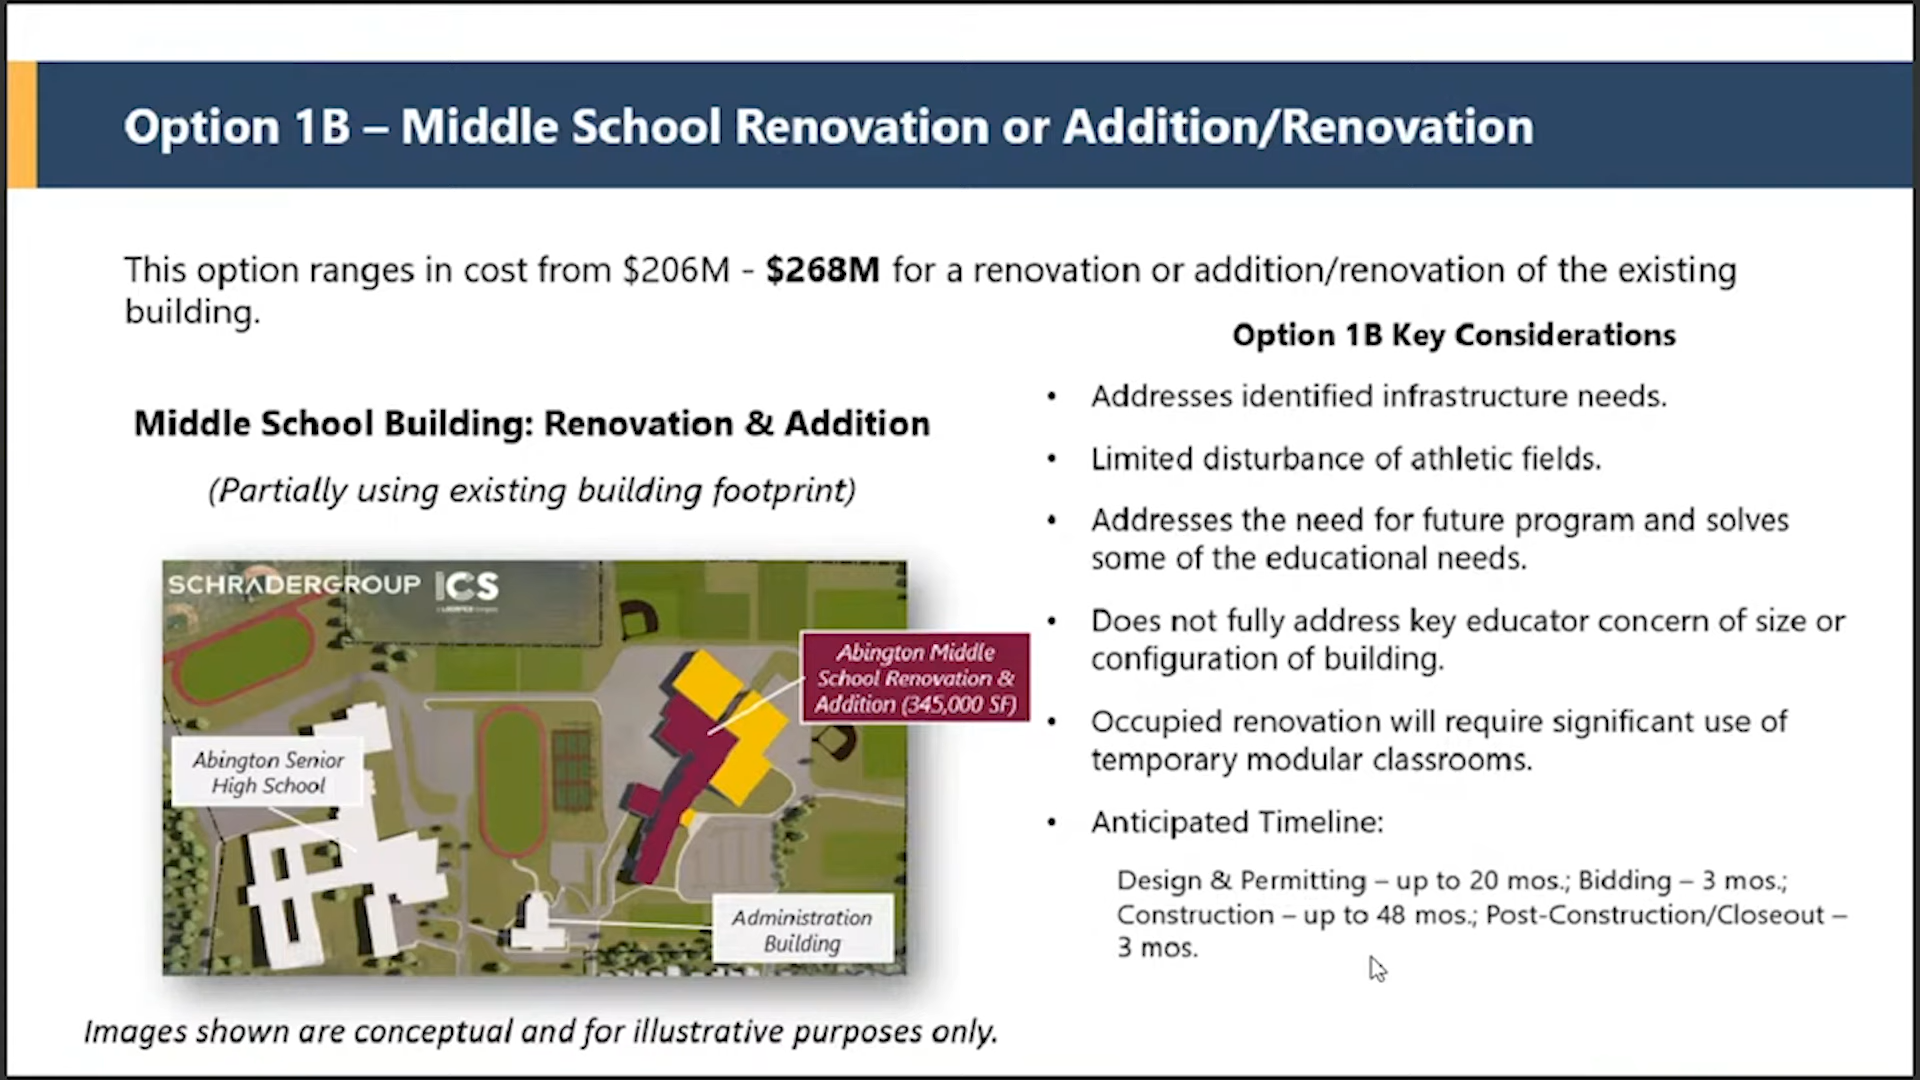 Option 1B – Middle School Renovation or Addition/Renovation
This option ranges in cost from $206M - $268M for a renovation or addition/renovation of the existing
building.
Middle School Building: Renovation & Addition
(Partially using existing building footprint)
SCHRADERGROUP ICS
Abington Middle
School Renovation &
Addition (345,000 SF)
Abington Senior
High School
Administration
Building
Images shown are conceptual and for illustrative purposes only.
Option 1B Key Considerations
• Addresses identified infrastructure needs.
• Limited disturbance of athletic fields.
• Addresses the need for future program and solves
some of the educational needs.
• Does not fully address key educator concern of size or
configuration of building.
• Occupied renovation will require significant use of
temporary modular classrooms.
• Anticipated Timeline:
Design & Permitting – up to 20 mos.; Bidding – 3 mos.;
Construction – up to 48 mos.; Post-Construction/Closeout –
3 mos.